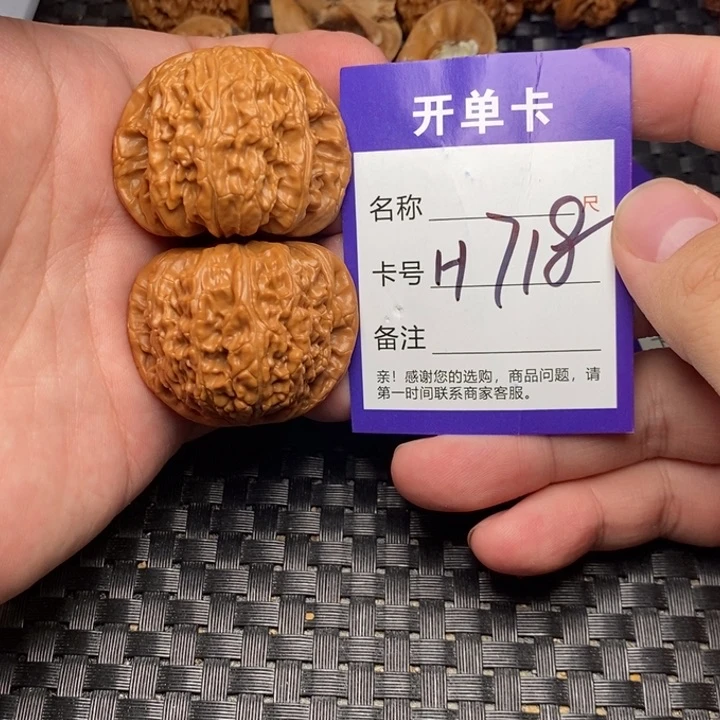 开单卡
名称 尺
卡号 H718
备注
亲！感谢您的选购，商品问题，请
第一时间联系商家客服。